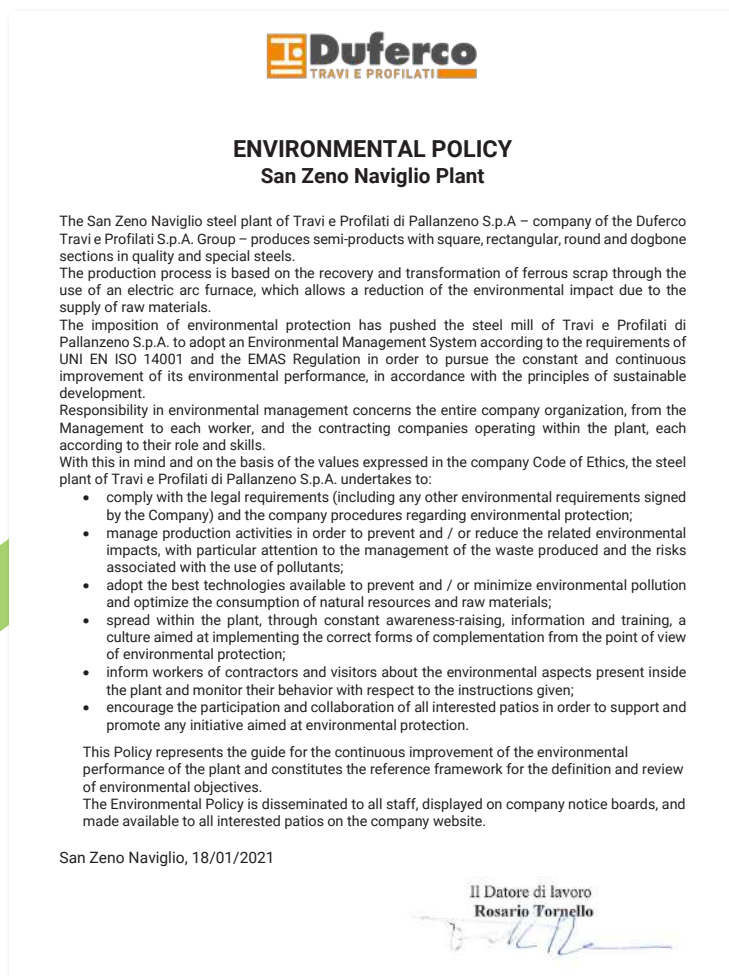 Duferco
TRAVI E PROFILATI
ENVIRONMENTAL POLICY
San Zeno Naviglio Plant
The San Zeno Naviglio steel plant of Travi e Profilati di Pallanzeno S.p.A – company of the Duferco
Travi e Profilati S.p.A. Group – produces semi-products with square, rectangular, round and dogbone
sections in quality and special steels.
The production process is based on the recovery and transformation of ferrous scrap through the
use of an electric arc furnace, which allows a reduction of the environmental impact due to the
supply of raw materials.
The imposition of environmental protection has pushed the steel mill of Travi e Profilati di
Pallanzeno S.p.A. to adopt an Environmental Management System according to the requirements of
UNI EN ISO 14001 and the EMAS Regulation in order to pursue the constant and continuous
improvement of its environmental performance, in accordance with the principles of sustainable
development.
Responsibility in environmental management concerns the entire company organization, from the
Management to each worker, and the contracting companies operating within the plant, each
according to their role and skills.
With this in mind and on the basis of the values expressed in the company Code of Ethics, the steel
plant of Travi e Profilati di Pallanzeno S.p.A. undertakes to:
• comply with the legal requirements (including any other environmental requirements signed
by the Company) and the company procedures regarding environmental protection;
• manage production activities in order to prevent and / or reduce the related environmental
impacts, with particular attention to the management of the waste produced and the risks
associated with the use of pollutants;
• adopt the best technologies available to prevent and / or minimize environmental pollution
and optimize the consumption of natural resources and raw materials;
• spread within the plant, through constant awareness-raising, information and training, a
culture aimed at implementing the correct forms of complementation from the point of view
of environmental protection;
• inform workers of contractors and visitors about the environmental aspects present inside
the plant and monitor their behavior with respect to the instructions given;
• encourage the participation and collaboration of all interested patios in order to support and
promote any initiative aimed at environmental protection.
This Policy represents the guide for the continuous improvement of the environmental
performance of the plant and constitutes the reference framework for the definition and review
of environmental objectives.
The Environmental Policy is disseminated to all staff, displayed on company notice boards, and
made available to all interested patios on the company website.
San Zeno Naviglio, 18/01/2021
Il Datore di lavoro
Rosario Tornello